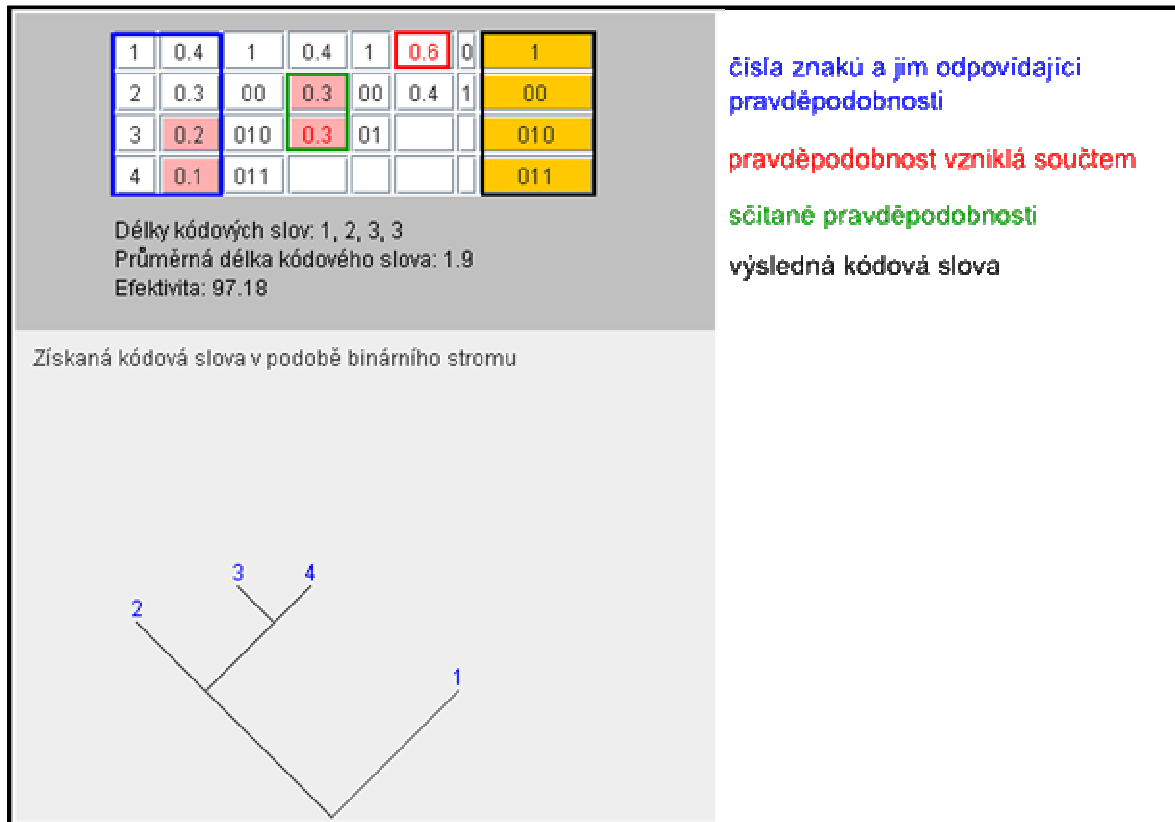 1 0.4 1 0.4 1 0.6 0 1
2 0.3 00 0.3 00 0.4 1 00
3 0.2 010 0.3 01 010
4 0.1 011 011
čísla znaků a jim odpovídající
pravděpodobnosti
pravděpodobnost vzniklá součtem
sčítané pravděpodobnosti
výsledná kódová slova
Délky kódových slov: 1, 2, 3, 3
Průměrná délka kódového slova: 1.9
Efektivita: 97.18
Získaná kódová slova v podobě binárního stromu
3 4
2
1